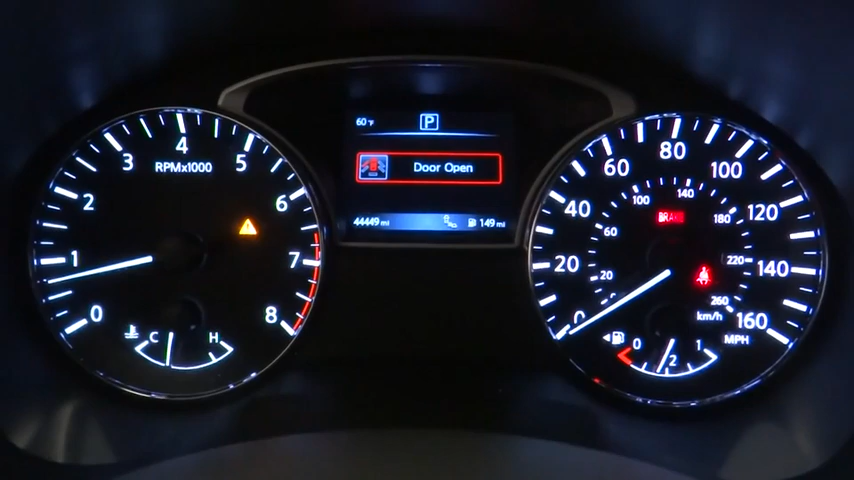 60°F P
Door Open
44449 mi 149 mi
RPMx1000
0 1 2 3 4 5 6 7 8
C H
0 20 40 60 80 100 120 140 160
MPH
20 60 100 140 180 220 260
km/h
BRAKE
0 1/2 1